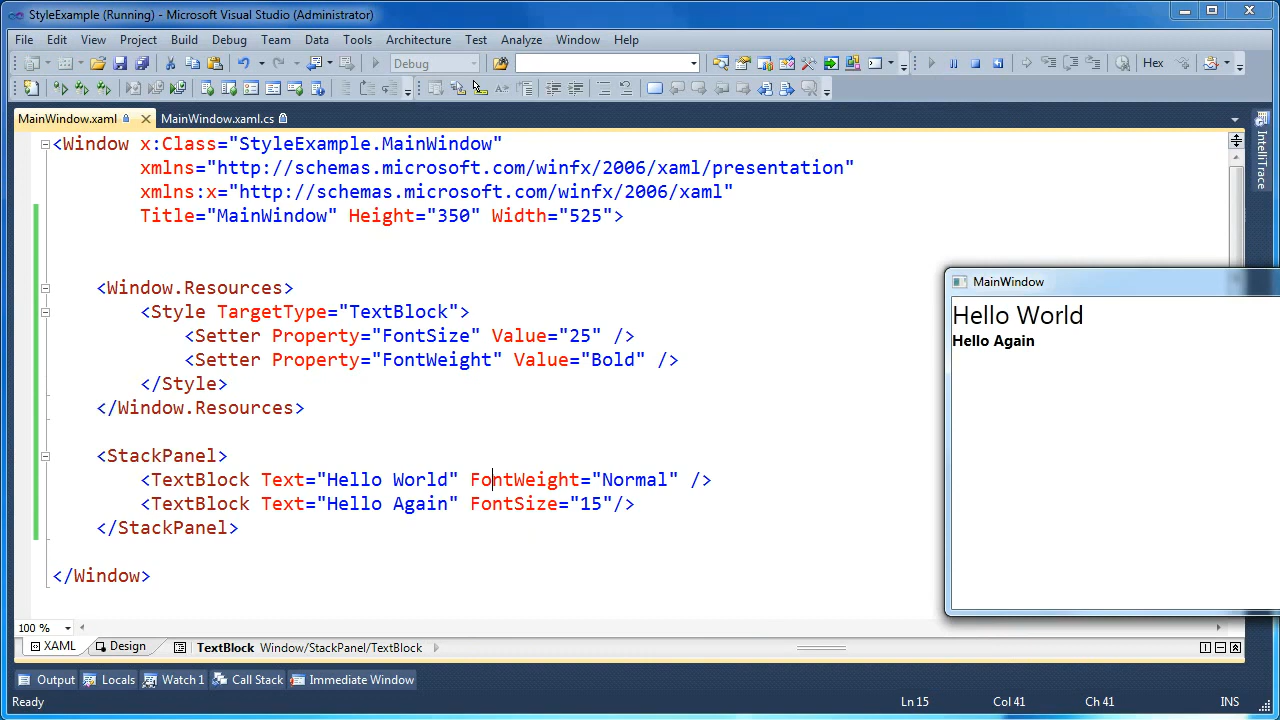 StyleExample (Running) - Microsoft Visual Studio (Administrator)
File Edit View Project Build Debug Team Data Tools Architecture Test Analyze Window Help
Debug Hex
MainWindow.xaml MainWindow.xaml.cs
<Window x:Class="StyleExample.MainWindow"
xmlns="http://schemas.microsoft.com/winfx/2006/xaml/presentation"
xmlns:x="http://schemas.microsoft.com/winfx/2006/xaml"
Title="MainWindow" Height="350" Width="525">
<Window.Resources>
<Style TargetType="TextBlock">
<Setter Property="FontSize" Value="25" />
<Setter Property="FontWeight" Value="Bold" />
</Style>
</Window.Resources>
<StackPanel>
<TextBlock Text="Hello World" FontWeight="Normal" />
<TextBlock Text="Hello Again" FontSize="15"/>
</StackPanel>
</Window>
IntelliTrace
MainWindow
Hello World
Hello Again
100 %
XAML Design TextBlock Window/StackPanel/TextBlock
Output Locals Watch 1 Call Stack Immediate Window
Ready Ln 15 Col 41 Ch 41 INS